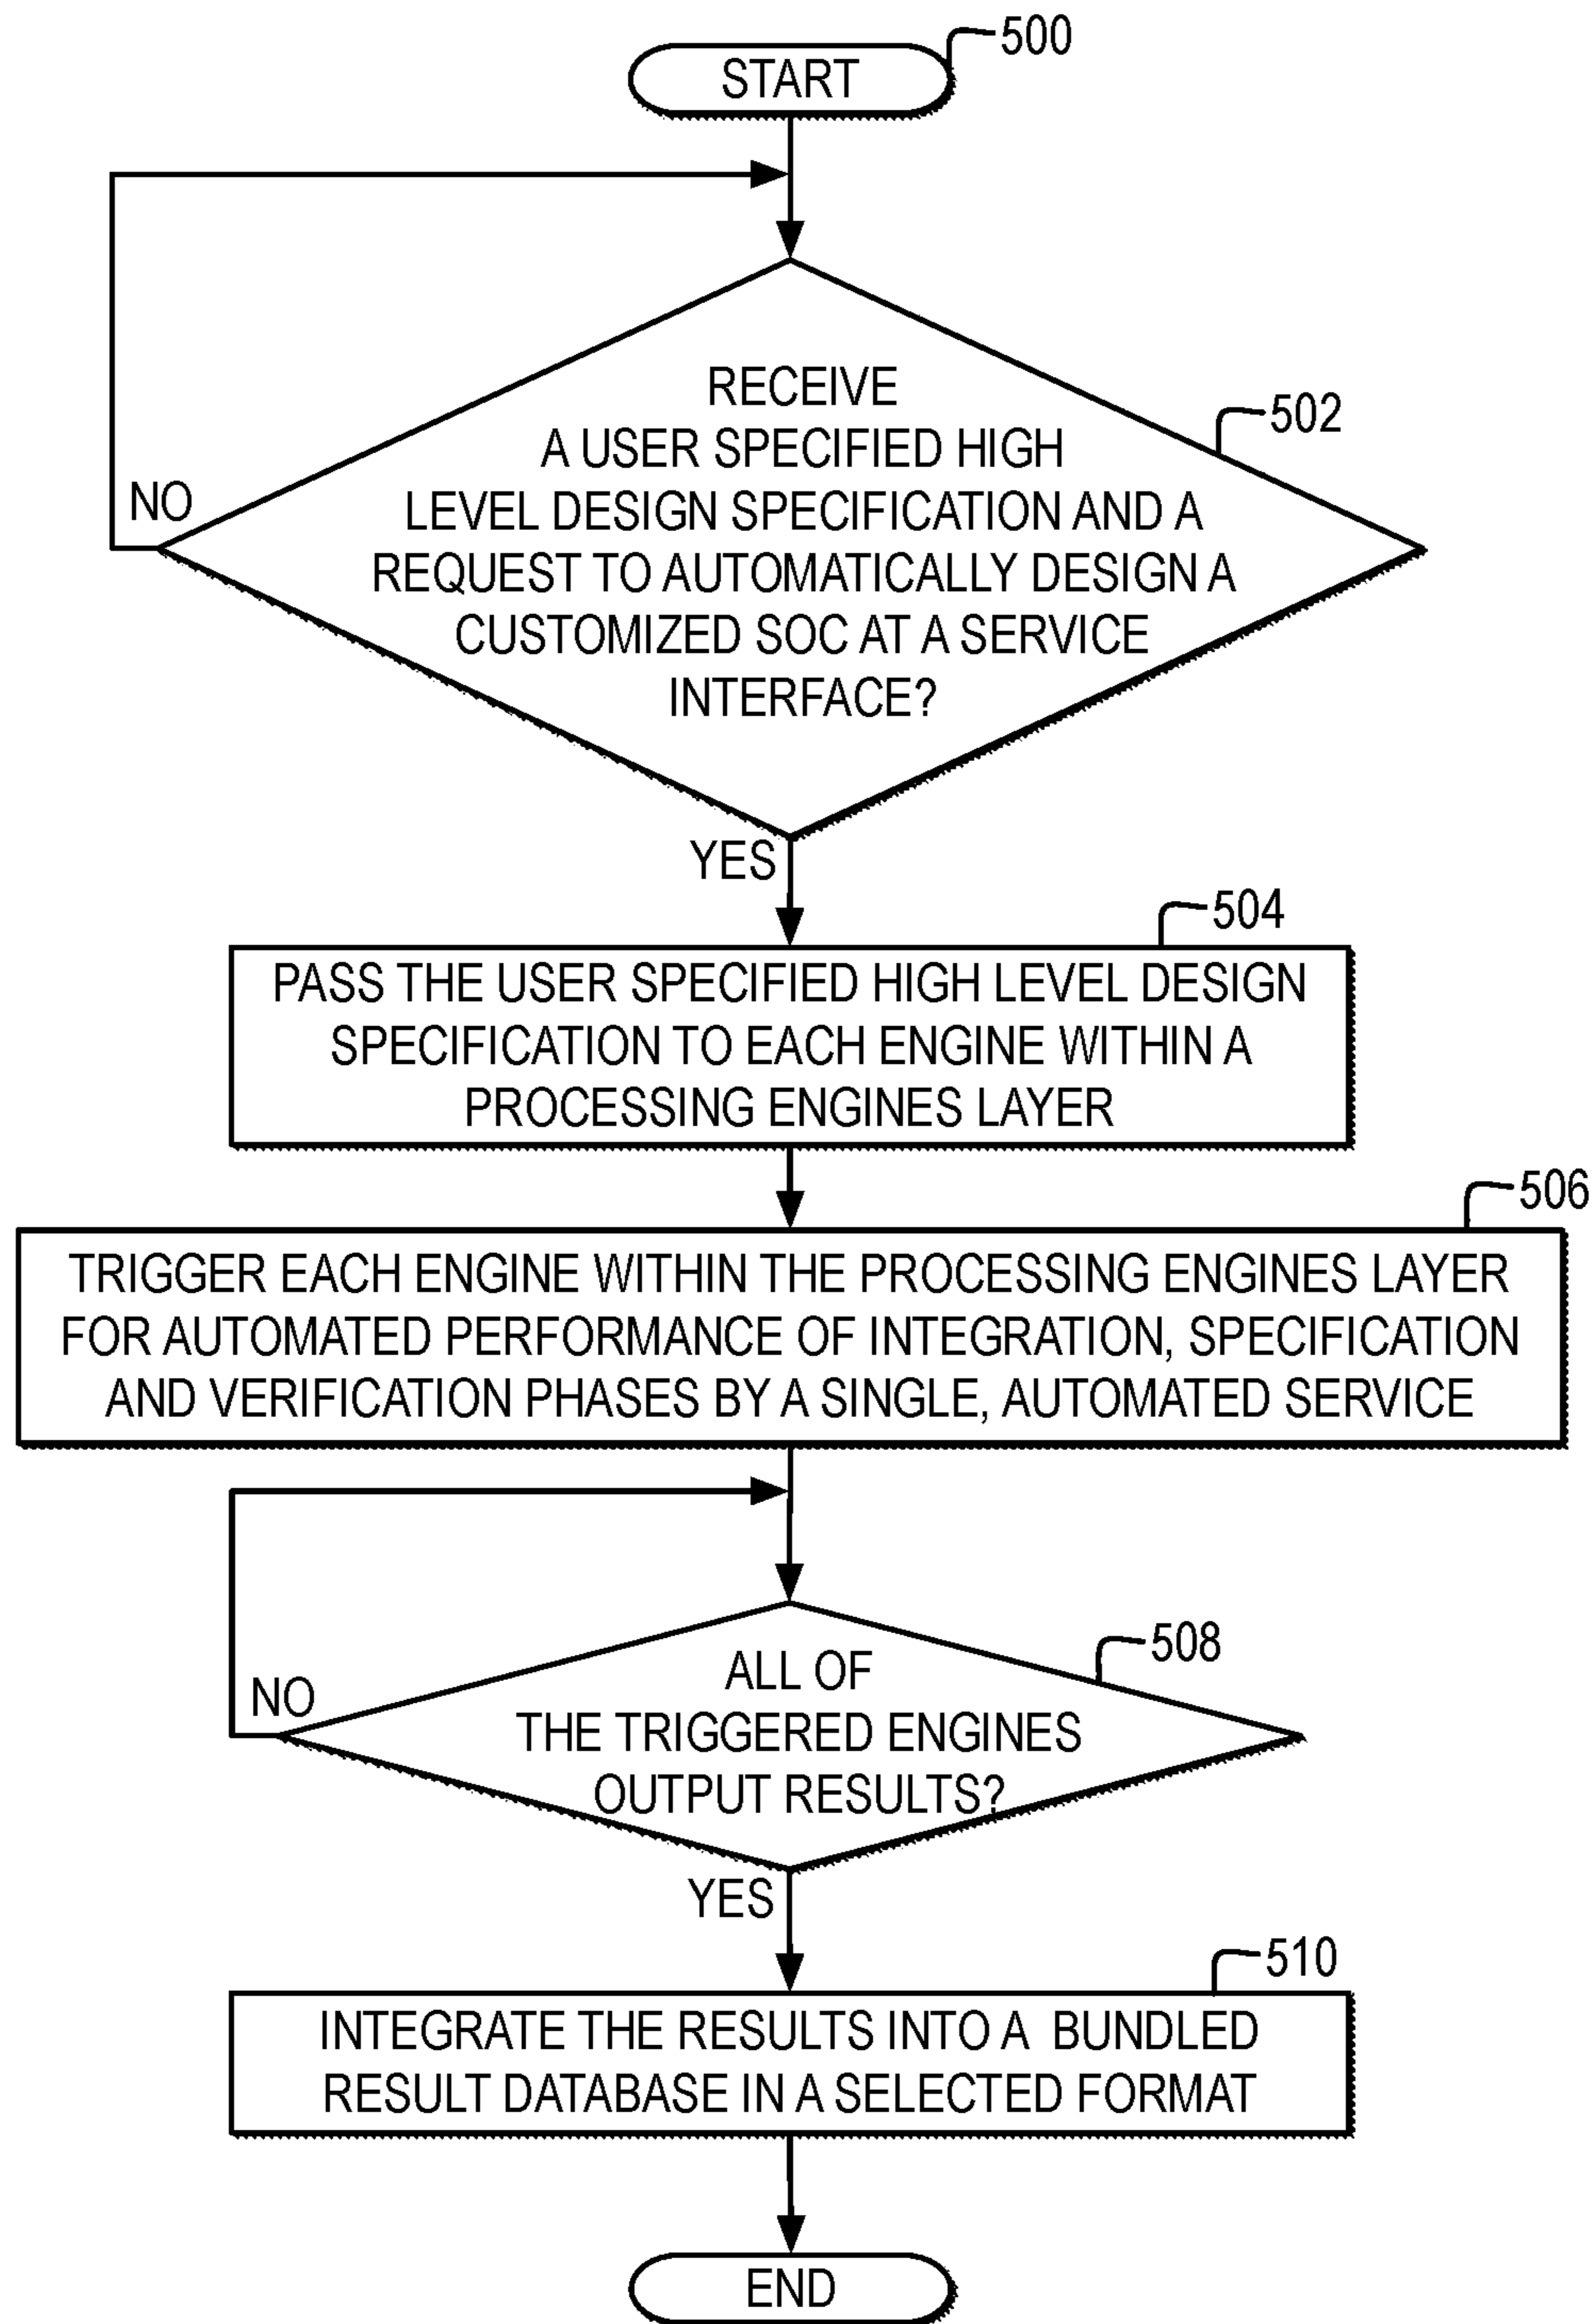 500
START
RECEIVE
A USER SPECIFIED HIGH
502
LEVEL DESIGN SPECIFICATION AND A
NO
REQUEST TO AUTOMATICALLY DESIGN A
CUSTOMIZED SOC AT A SERVICE
INTERFACE?
YES
504
PASS THE USER SPECIFIED HIGH LEVEL DESIGN
SPECIFICATION TO EACH ENGINE WITHIN A
PROCESSING ENGINES LAYER
506
TRIGGER EACH ENGINE WITHIN THE PROCESSING ENGINES LAYER
FOR AUTOMATED PERFORMANCE OF INTEGRATION, SPECIFICATION
AND VERIFICATION PHASES BY A SINGLE, AUTOMATED SERVICE
508
ALL OF
NO
THE TRIGGERED ENGINES
OUTPUT RESULTS?
YES
510
INTEGRATE THE RESULTS INTO A BUNDLED
RESULT DATABASE IN A SELECTED FORMAT
END